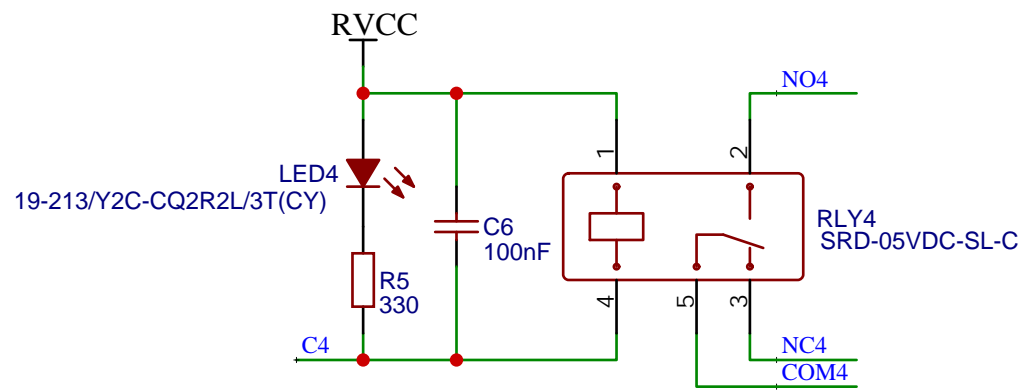 RVCC
NO4
1
2
LED4
19-213/Y2C-CQ2R2L/3T(CY)
C6
100nF
RLY4
SRD-05VDC-SL-C
R5
330
4
5
3
C4
NC4
COM4